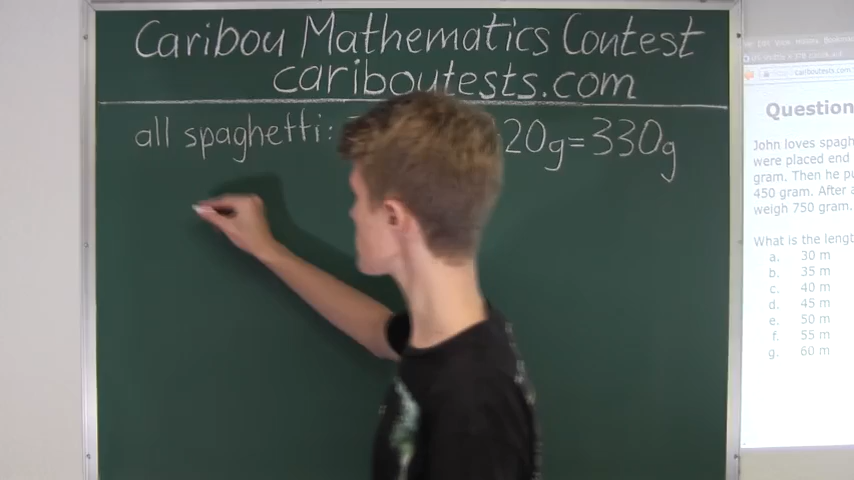 Caribou Mathematics Contest
cariboutests.com
all spaghetti: 20g=330g
Question
John loves spagh
were placed end
gram. Then he pu
450 gram. After a
weigh 750 gram.
What is the lengt
a. 30 m
b. 35 m
c. 40 m
d. 45 m
e. 50 m
f. 55 m
g. 60 m